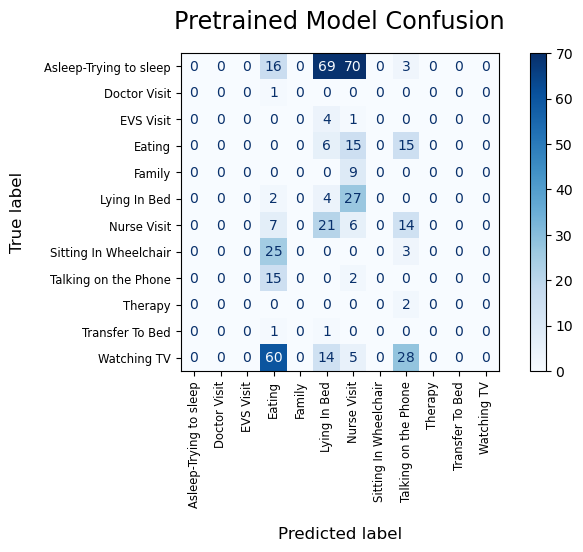 Pretrained Model Confusion
Asleep-Trying to sleep 0 0 0 16 0 69 70 0 3 0 0 0
Doctor Visit 0 0 0 1 0 0 0 0 0 0 0 0
EVS Visit 0 0 0 0 0 4 1 0 0 0 0 0
Eating 0 0 0 0 0 6 15 0 15 0 0 0
Family 0 0 0 0 0 0 9 0 0 0 0 0
Lying In Bed 0 0 0 2 0 4 27 0 0 0 0 0
Nurse Visit 0 0 0 7 0 21 6 0 14 0 0 0
Sitting In Wheelchair 0 0 0 25 0 0 0 0 3 0 0 0
Talking on the Phone 0 0 0 15 0 0 2 0 0 0 0 0
Therapy 0 0 0 0 0 0 0 0 2 0 0 0
Transfer To Bed 0 0 0 1 0 1 0 0 0 0 0 0
Watching TV 0 0 0 60 0 14 5 0 28 0 0 0
True label
Asleep-Trying to sleep
Doctor Visit
EVS Visit
Eating
Family
Lying In Bed
Nurse Visit
Sitting In Wheelchair
Talking on the Phone
Therapy
Transfer To Bed
Watching TV
Predicted label
70
60
50
40
30
20
10
0